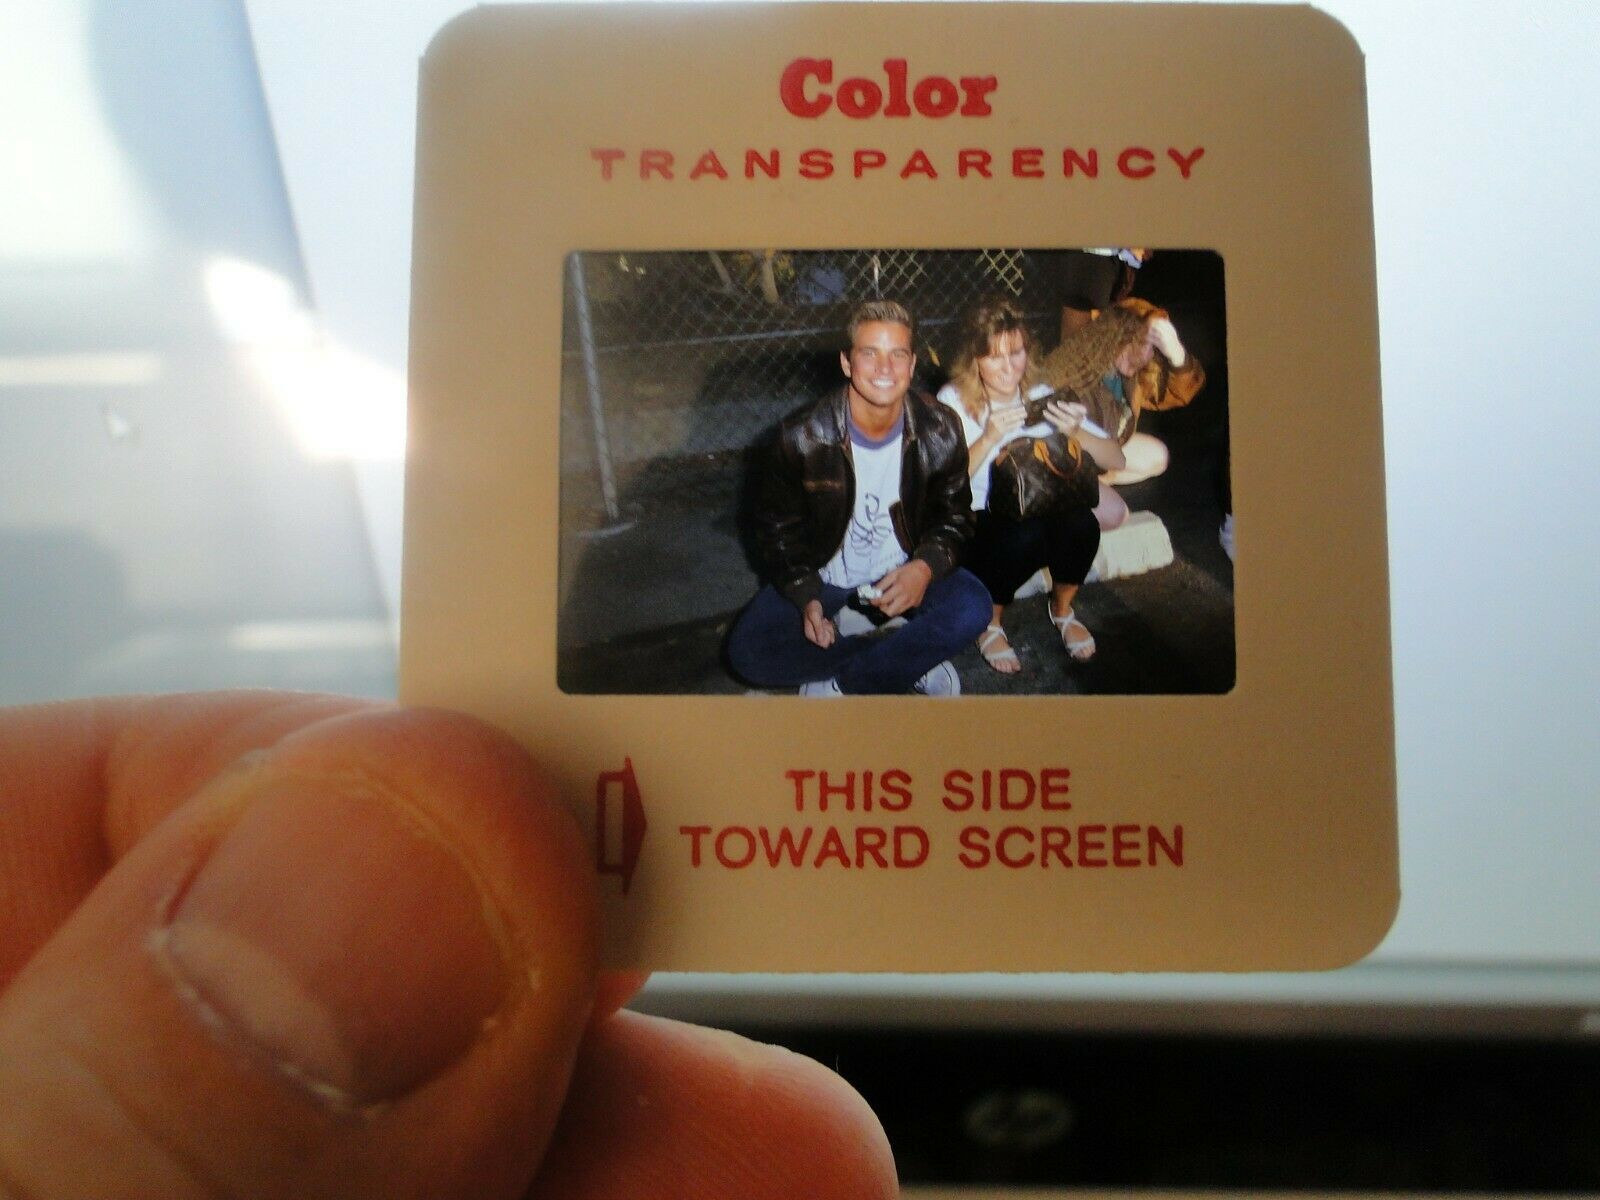 Color
TRANSPARENCY
THIS SIDE
TOWARD SCREEN